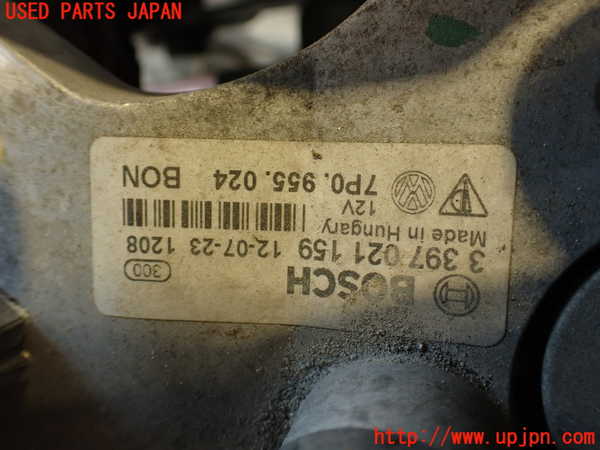 USED PARTS JAPAN
BOSCH
300
3 397 021 159 12-07-23 1208
Made in Hungary
12V
7P0.955.024 BON
http://www.upjpn.com